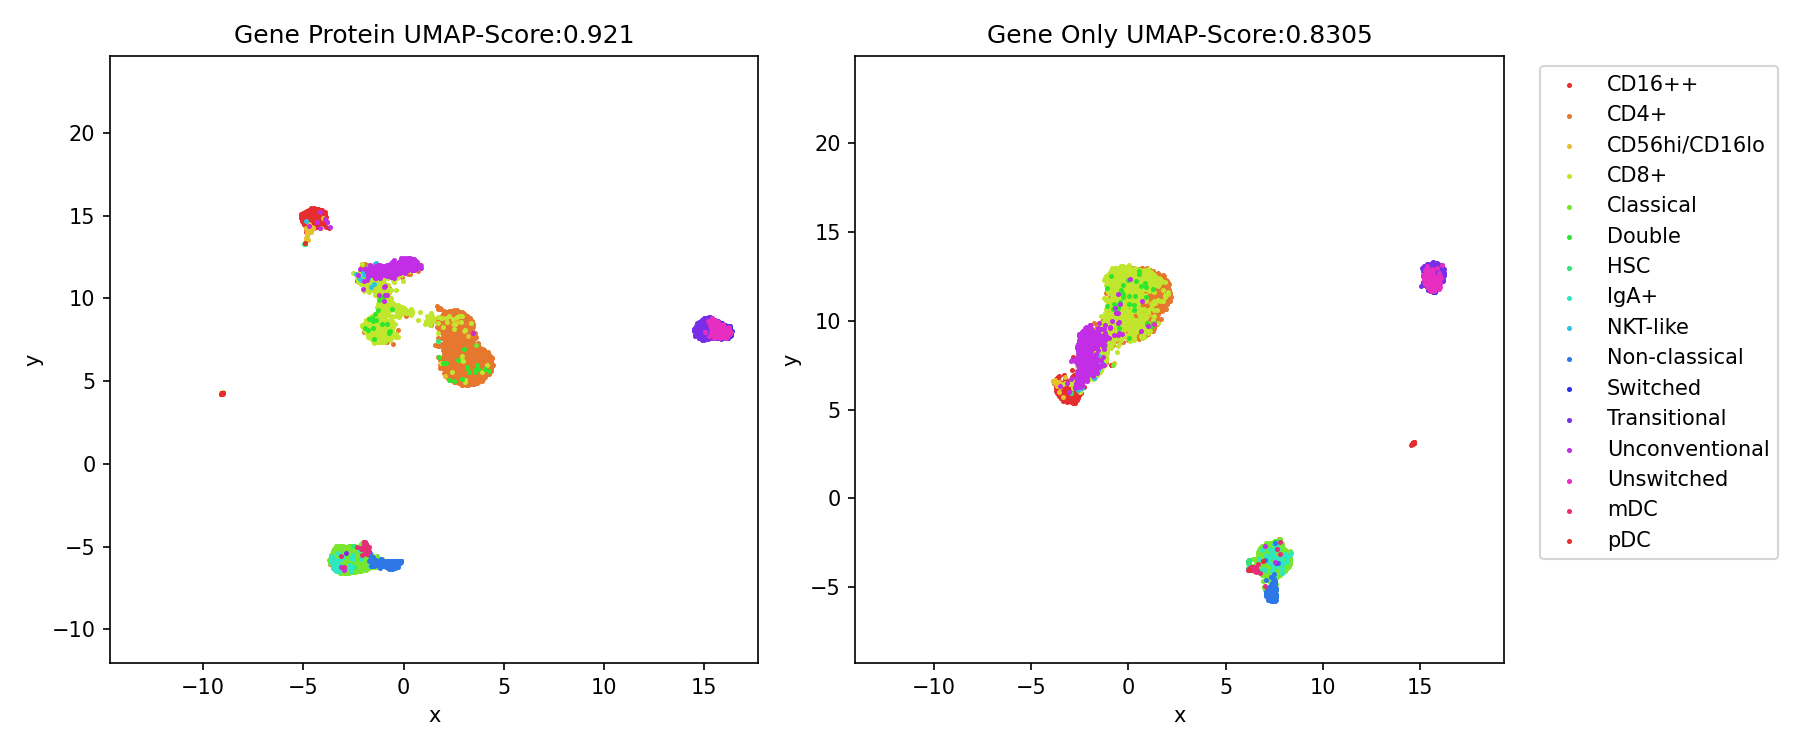 Gene Protein UMAP-Score:0.921
20
15
10
5
0
−5
−10
y
−10
−5
0
5
10
15
x
Gene Only UMAP-Score:0.8305
20
15
10
5
0
−5
y
−10
−5
0
5
10
15
x
CD16++
CD4+
CD56hi/CD16lo
CD8+
Classical
Double
HSC
IgA+
NKT-like
Non-classical
Switched
Transitional
Unconventional
Unswitched
mDC
pDC